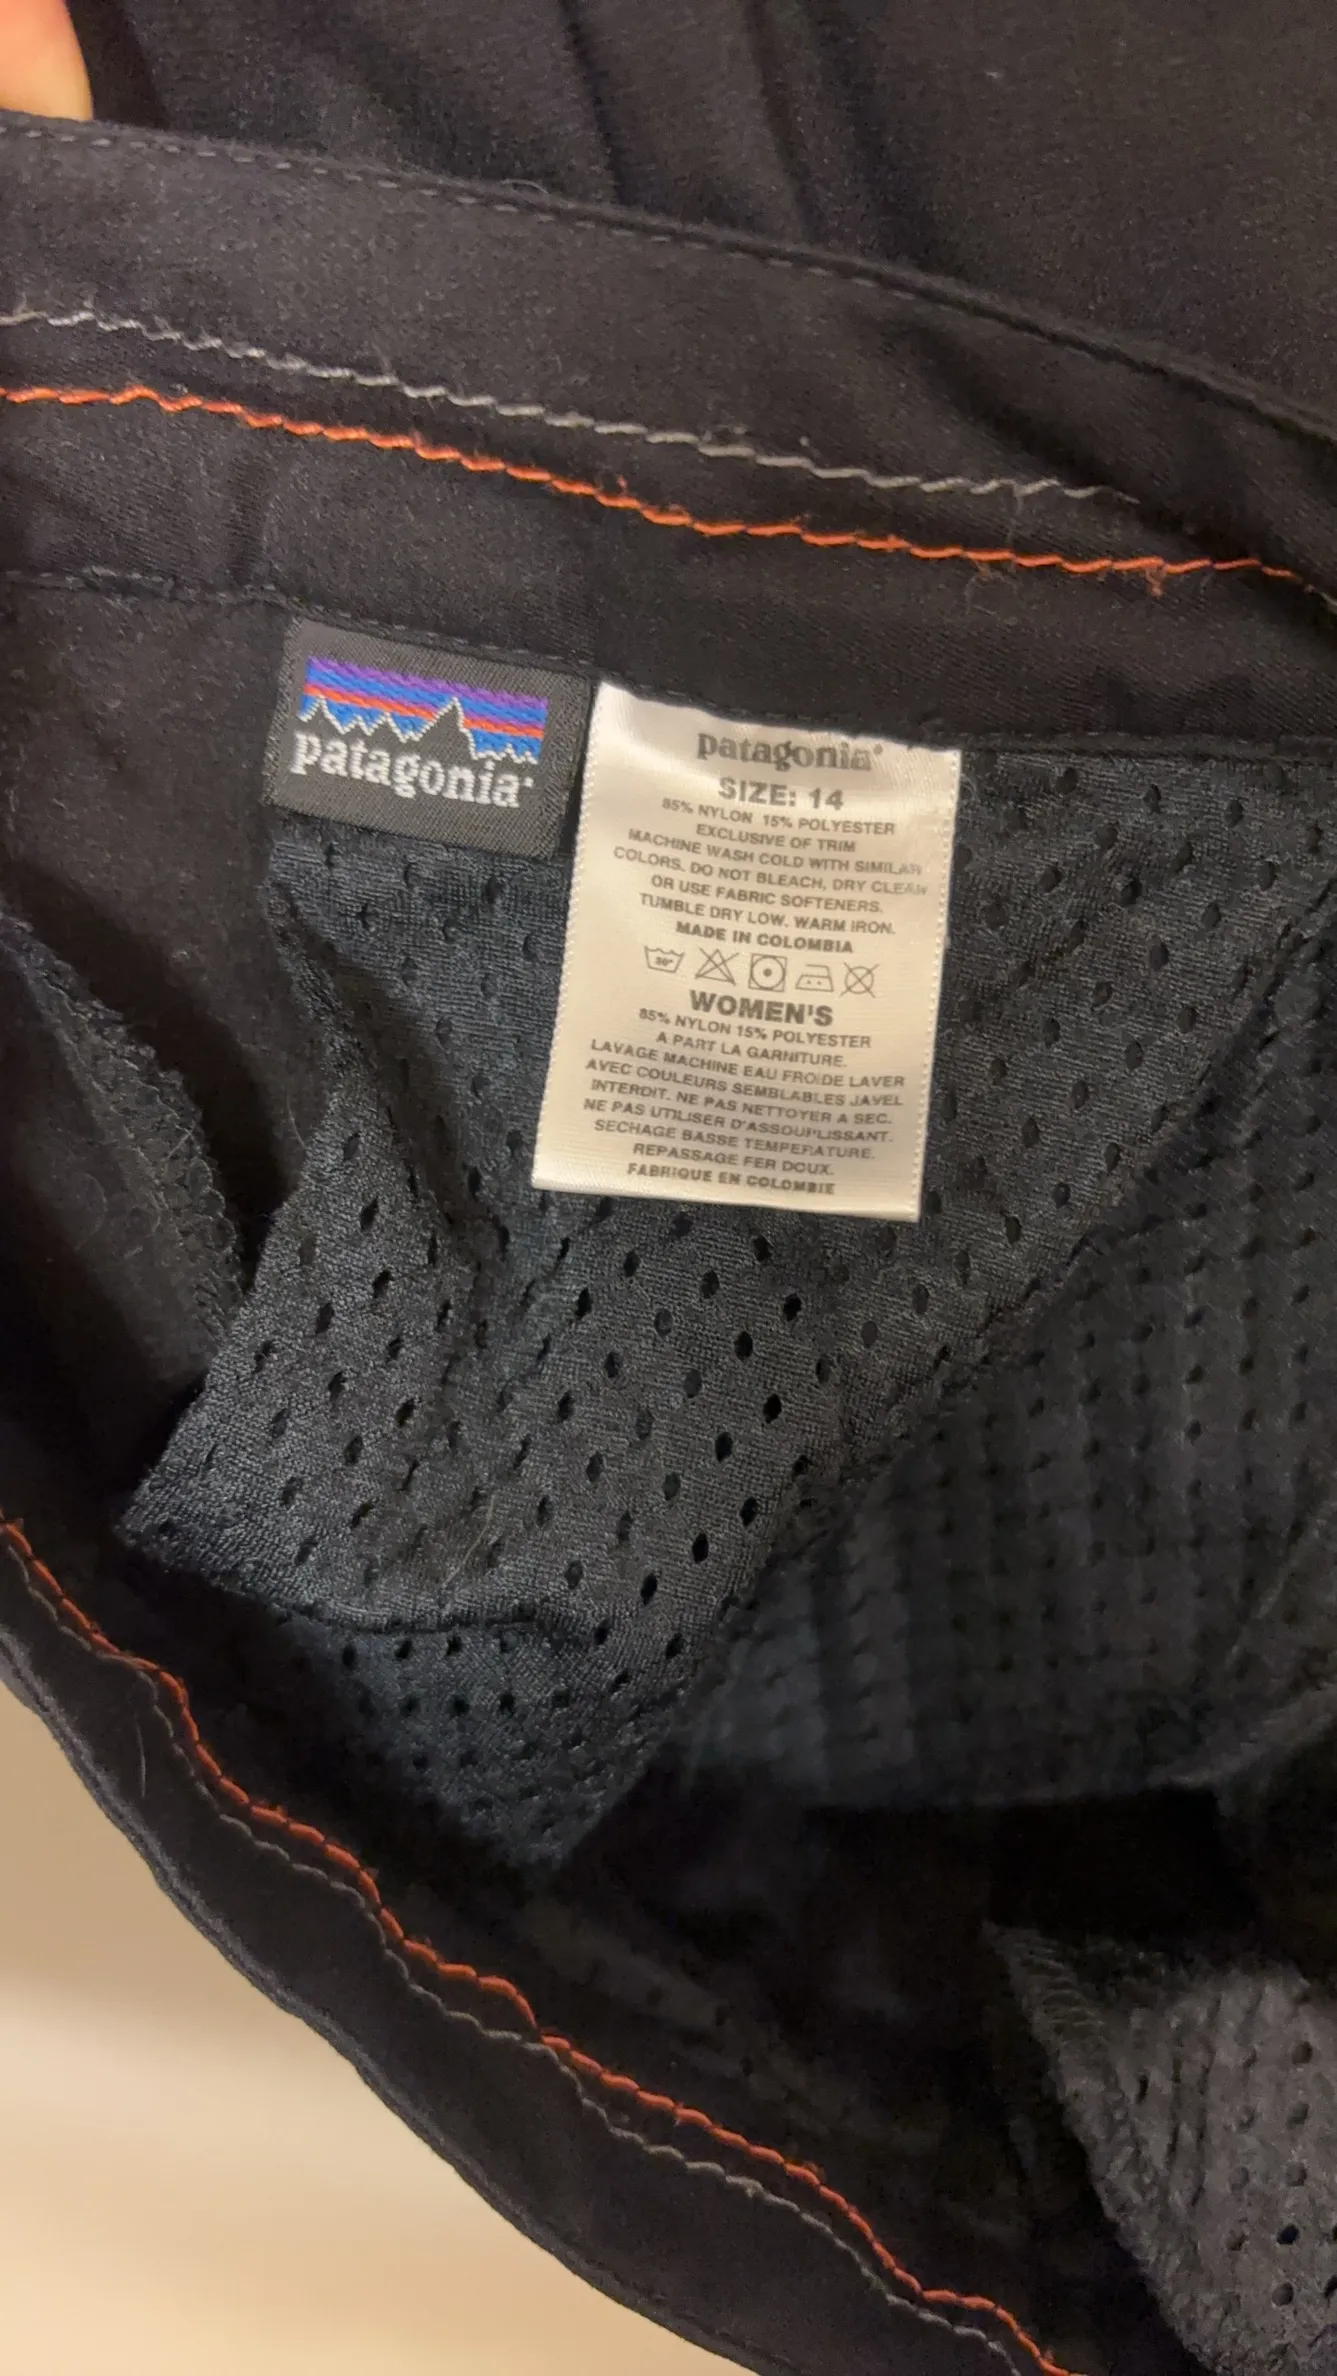 patagonia®
patagonia®
SIZE: 14
85% NYLON 15% POLYESTER
EXCLUSIVE OF TRIM
MACHINE WASH COLD WITH SIMILAR
COLORS. DO NOT BLEACH, DRY CLEAN
OR USE FABRIC SOFTENERS.
TUMBLE DRY LOW. WARM IRON.
MADE IN COLOMBIA
30°
WOMEN'S
85% NYLON 15% POLYESTER
A PART LA GARNITURE.
LAVAGE MACHINE EAU FROIDE LAVER
AVEC COULEURS SEMBLABLES JAVEL
INTERDIT. NE PAS NETTOYER A SEC.
NE PAS UTILISER D'ASSOUPLISSANT.
SECHAGE BASSE TEMPERATURE.
REPASSAGE FER DOUX.
FABRIQUE EN COLOMBIE